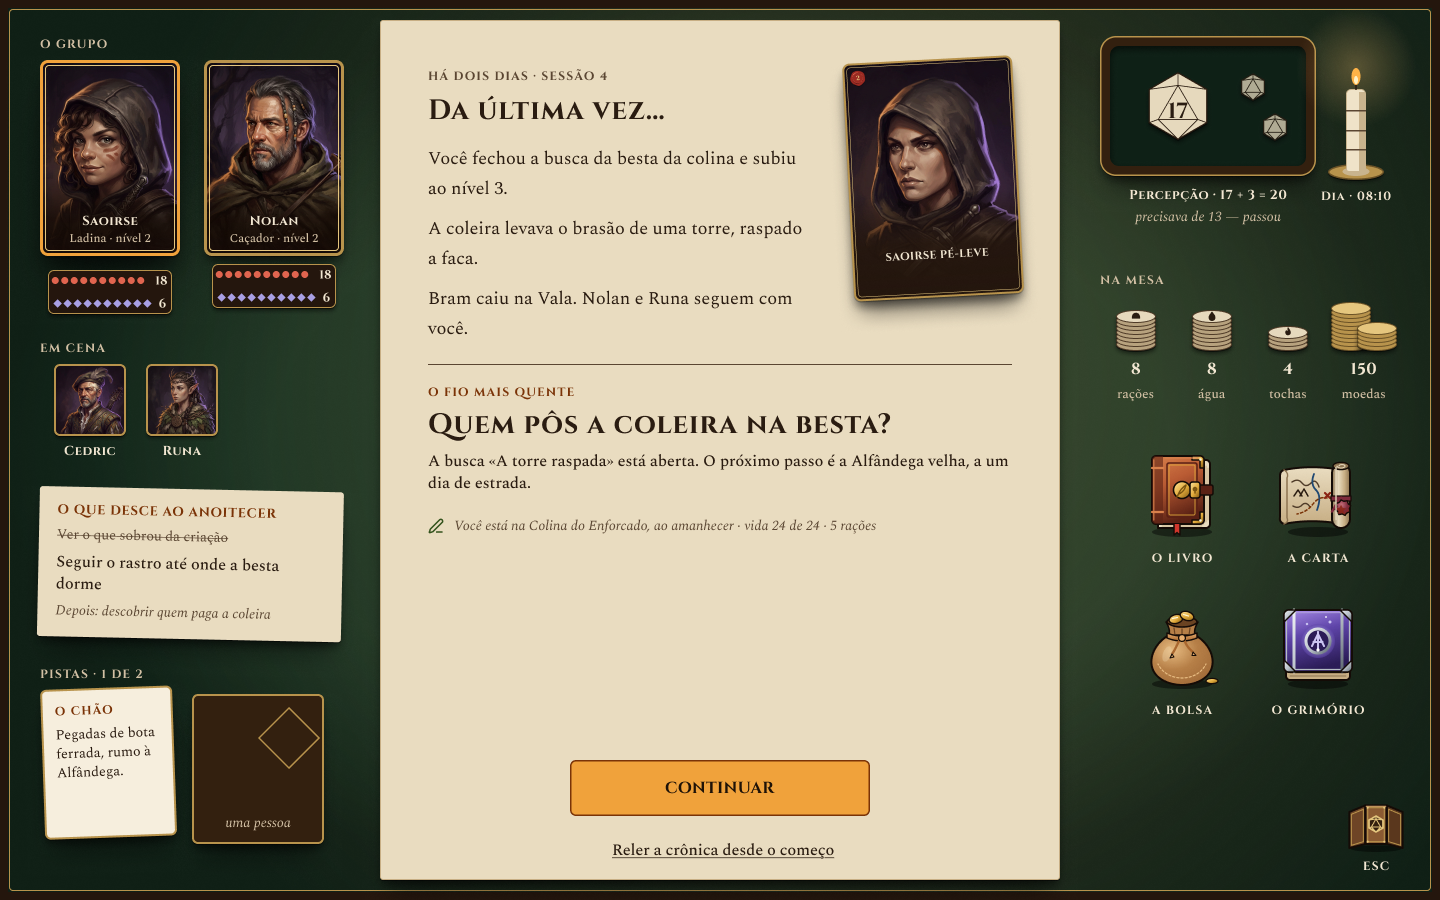 O GRUPO
SAOIRSE
Ladina · nível 2
18
6
NOLAN
Caçador · nível 2
18
6
EM CENA
CEDRIC
RUNA
O QUE DESCE AO ANOITECER
Ver o que sobrou da criação
Seguir o rastro até onde a besta
dorme
Depois: descobrir quem paga a coleira
PISTAS · 1 DE 2
O CHÃO
Pegadas de bota
ferrada, rumo à
Alfândega.
uma pessoa
HÁ DOIS DIAS · SESSÃO 4
DA ÚLTIMA VEZ...
Você fechou a busca da besta da colina e subiu
ao nível 3.
A coleira levava o brasão de uma torre, raspado
a faca.
Bram caiu na Vala. Nolan e Runa seguem com
você.
2
SAOIRSE PÉ-LEVE
O FIO MAIS QUENTE
QUEM PÔS A COLEIRA NA BESTA?
A busca «A torre raspada» está aberta. O próximo passo é a Alfândega velha, a um
dia de estrada.
Você está na Colina do Enforcado, ao amanhecer · vida 24 de 24 · 5 rações
CONTINUAR
Reler a crônica desde o começo
17
PERCEPÇÃO · 17 + 3 = 20
precisava de 13 — passou
DIA · 08:10
NA MESA
8
rações
8
água
4
tochas
150
moedas
O LIVRO
A CARTA
A BOLSA
O GRIMÓRIO
ESC